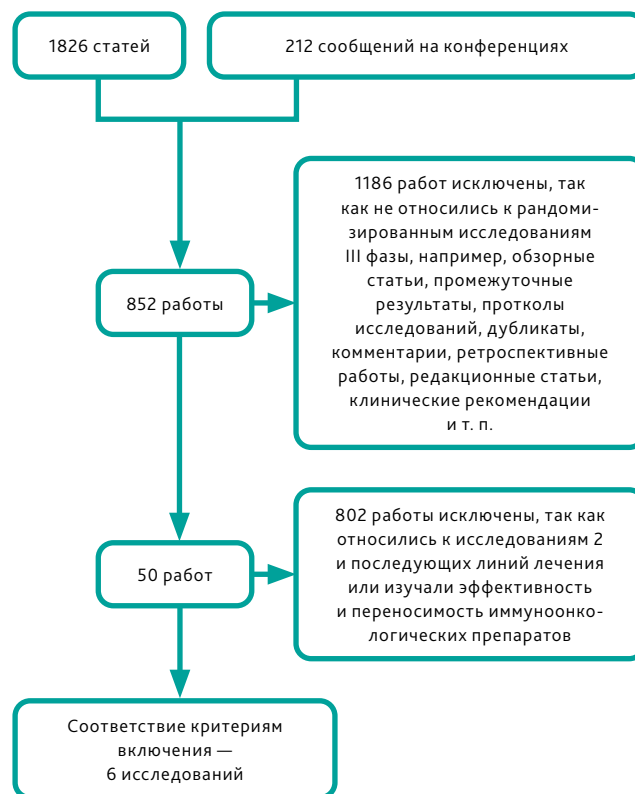 1826 статей
212 сообщений на конференциях
1186 работ исключены, так
как не относились к рандоми-
зированным исследованиям
III фазы, например, обзорные
статьи, промежуточные
результаты, протколы
исследований, дубликаты,
комментарии, ретроспективные
работы, редакционные статьи,
клинические рекомендации
и т. п.
852 работы
802 работы исключены, так как
относились к исследованиям 2
и последующих линий лечения
или изучали эффективность
и переносимость иммуноонко-
логических препаратов
50 работ
Соответствие критериям
включения —
6 исследований